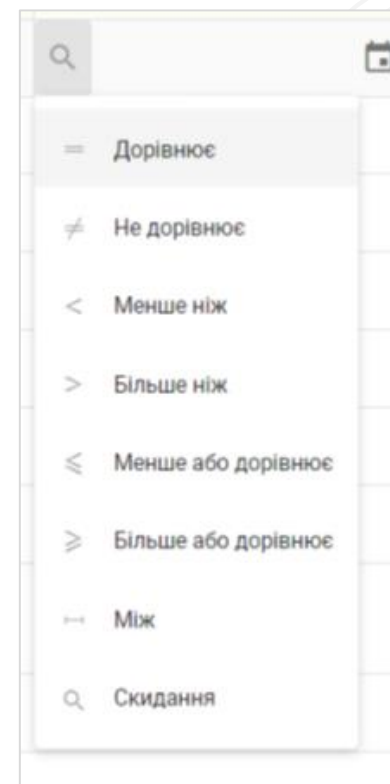 = Дорівнює
≠ Не дорівнює
< Менше ніж
> Більше ніж
⩽ Менше або дорівнює
⩾ Більше або дорівнює
Між
Скидання